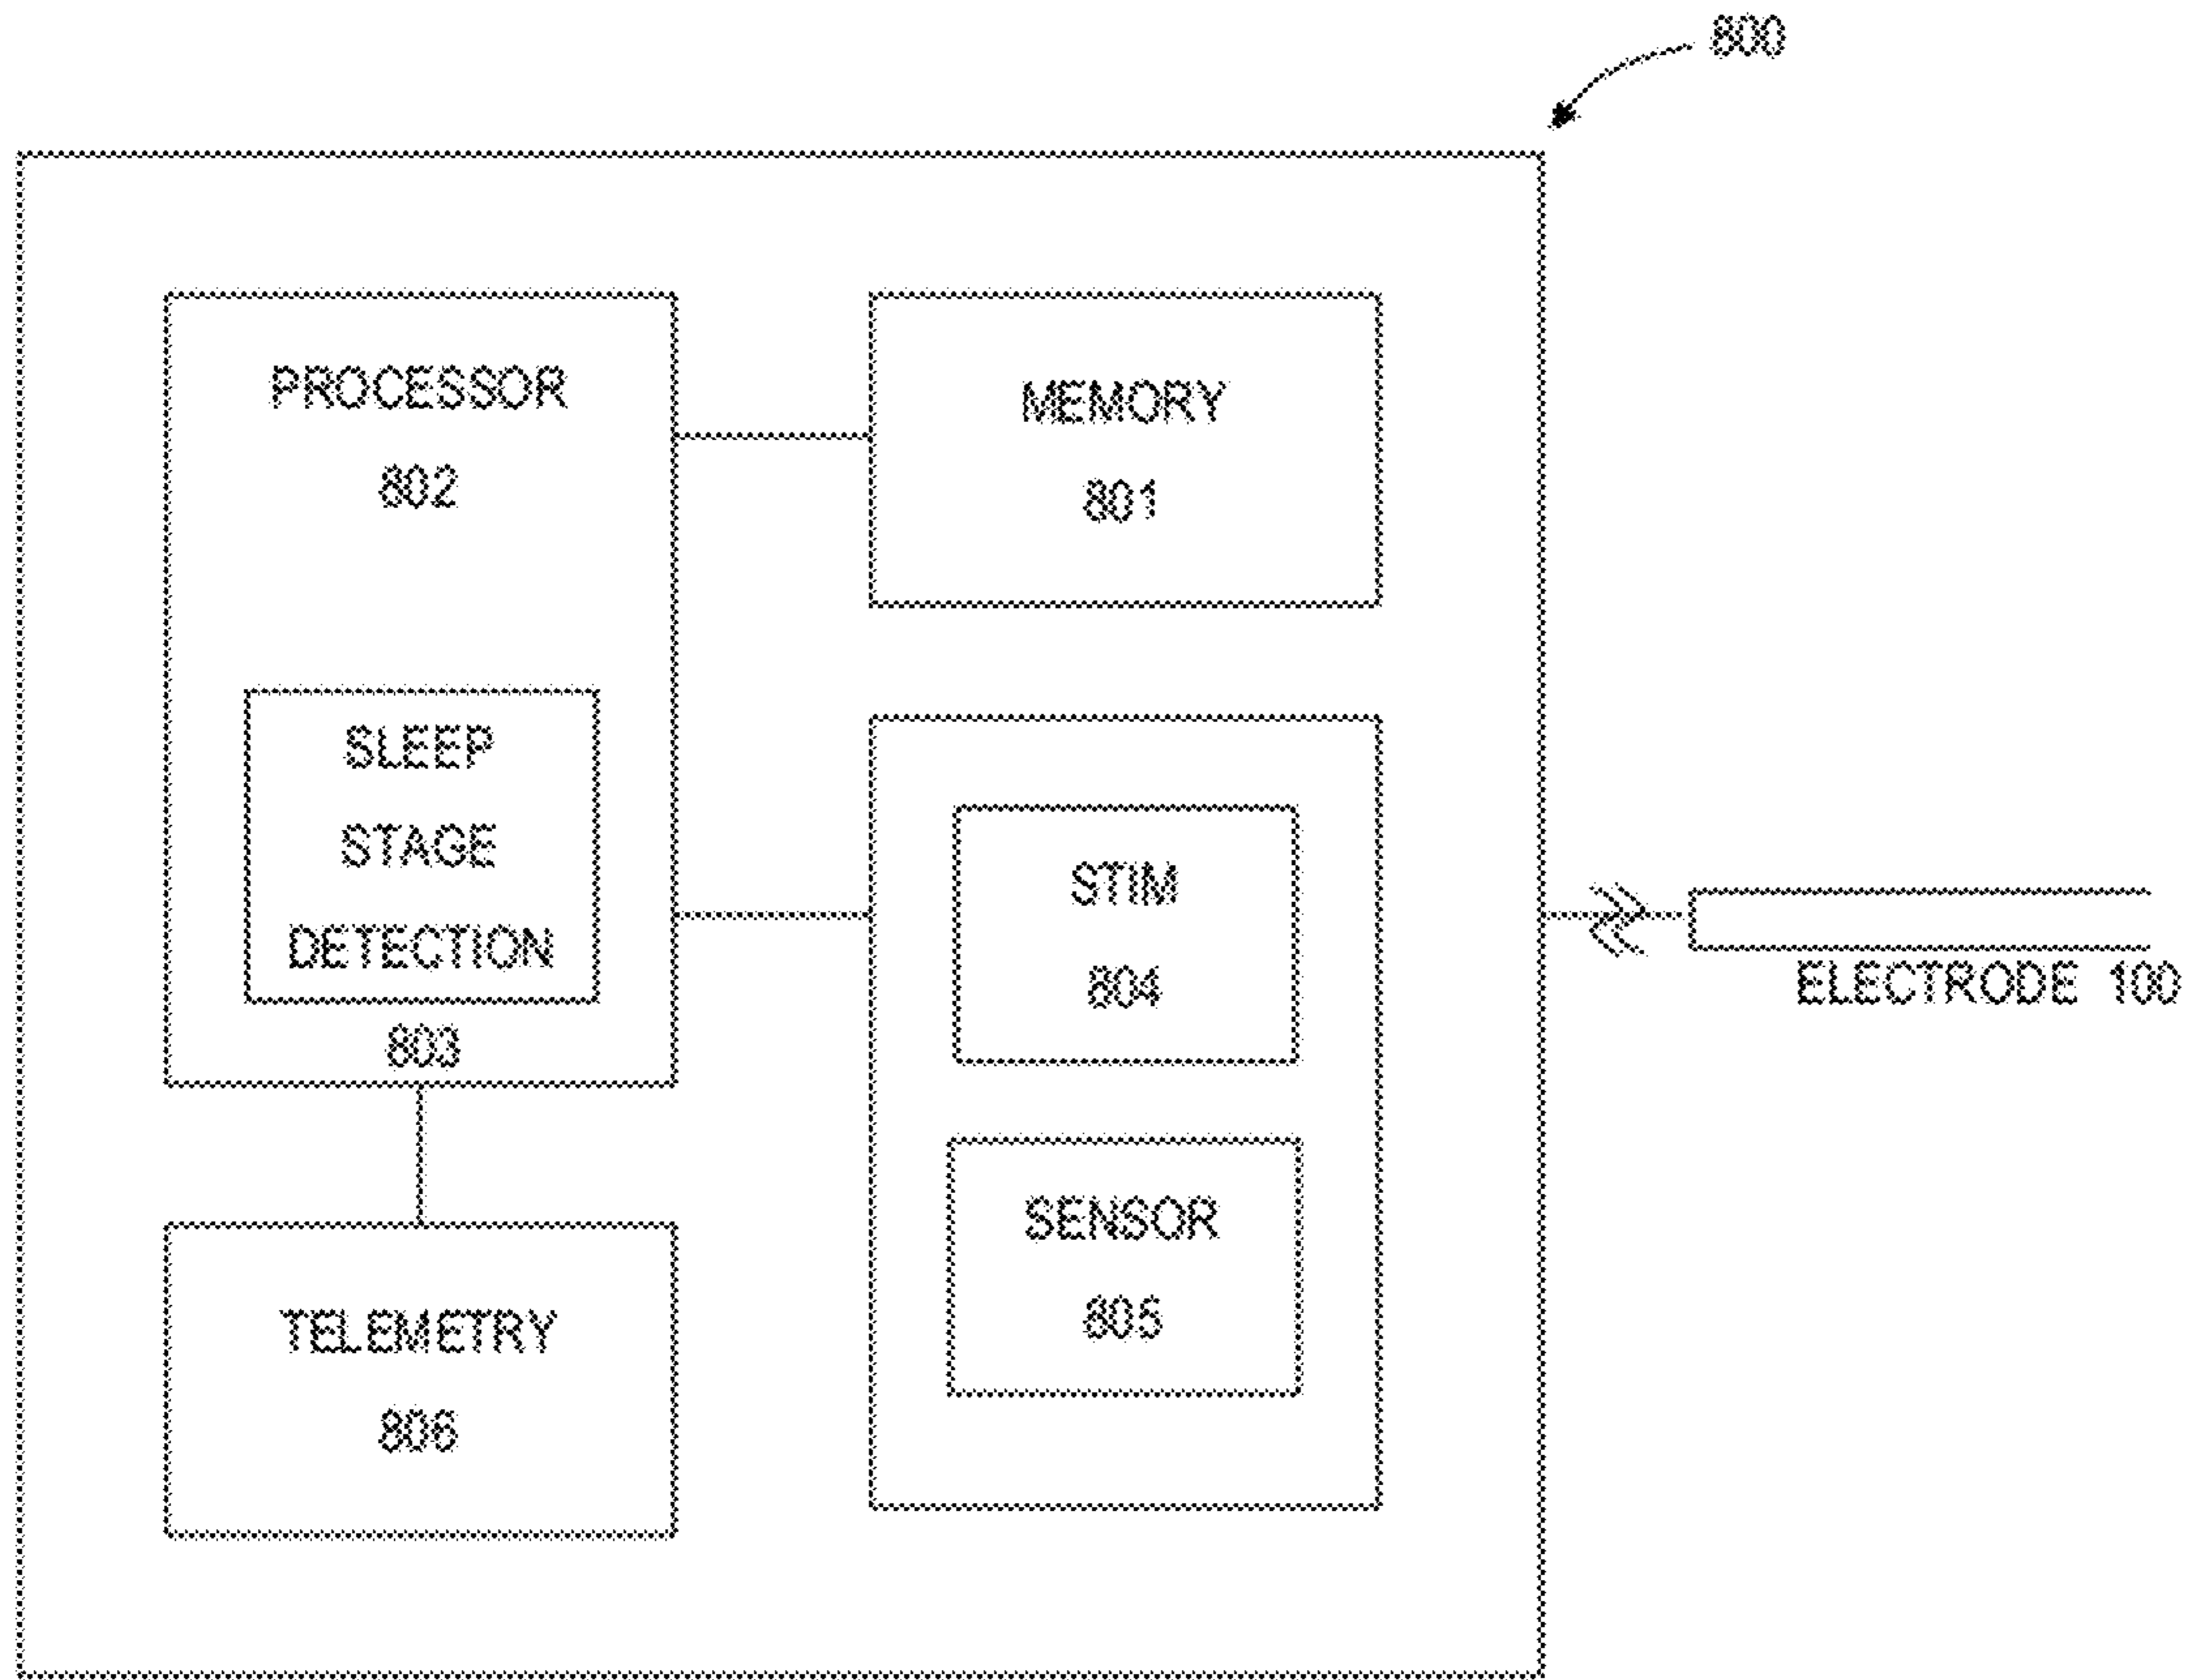 800
PROCESSOR
802
MEMORY
801
SLEEP
STAGE
DETECTION
803
STIM
804
ELECTRODE 100
SENSOR
805
TELEMETRY
806